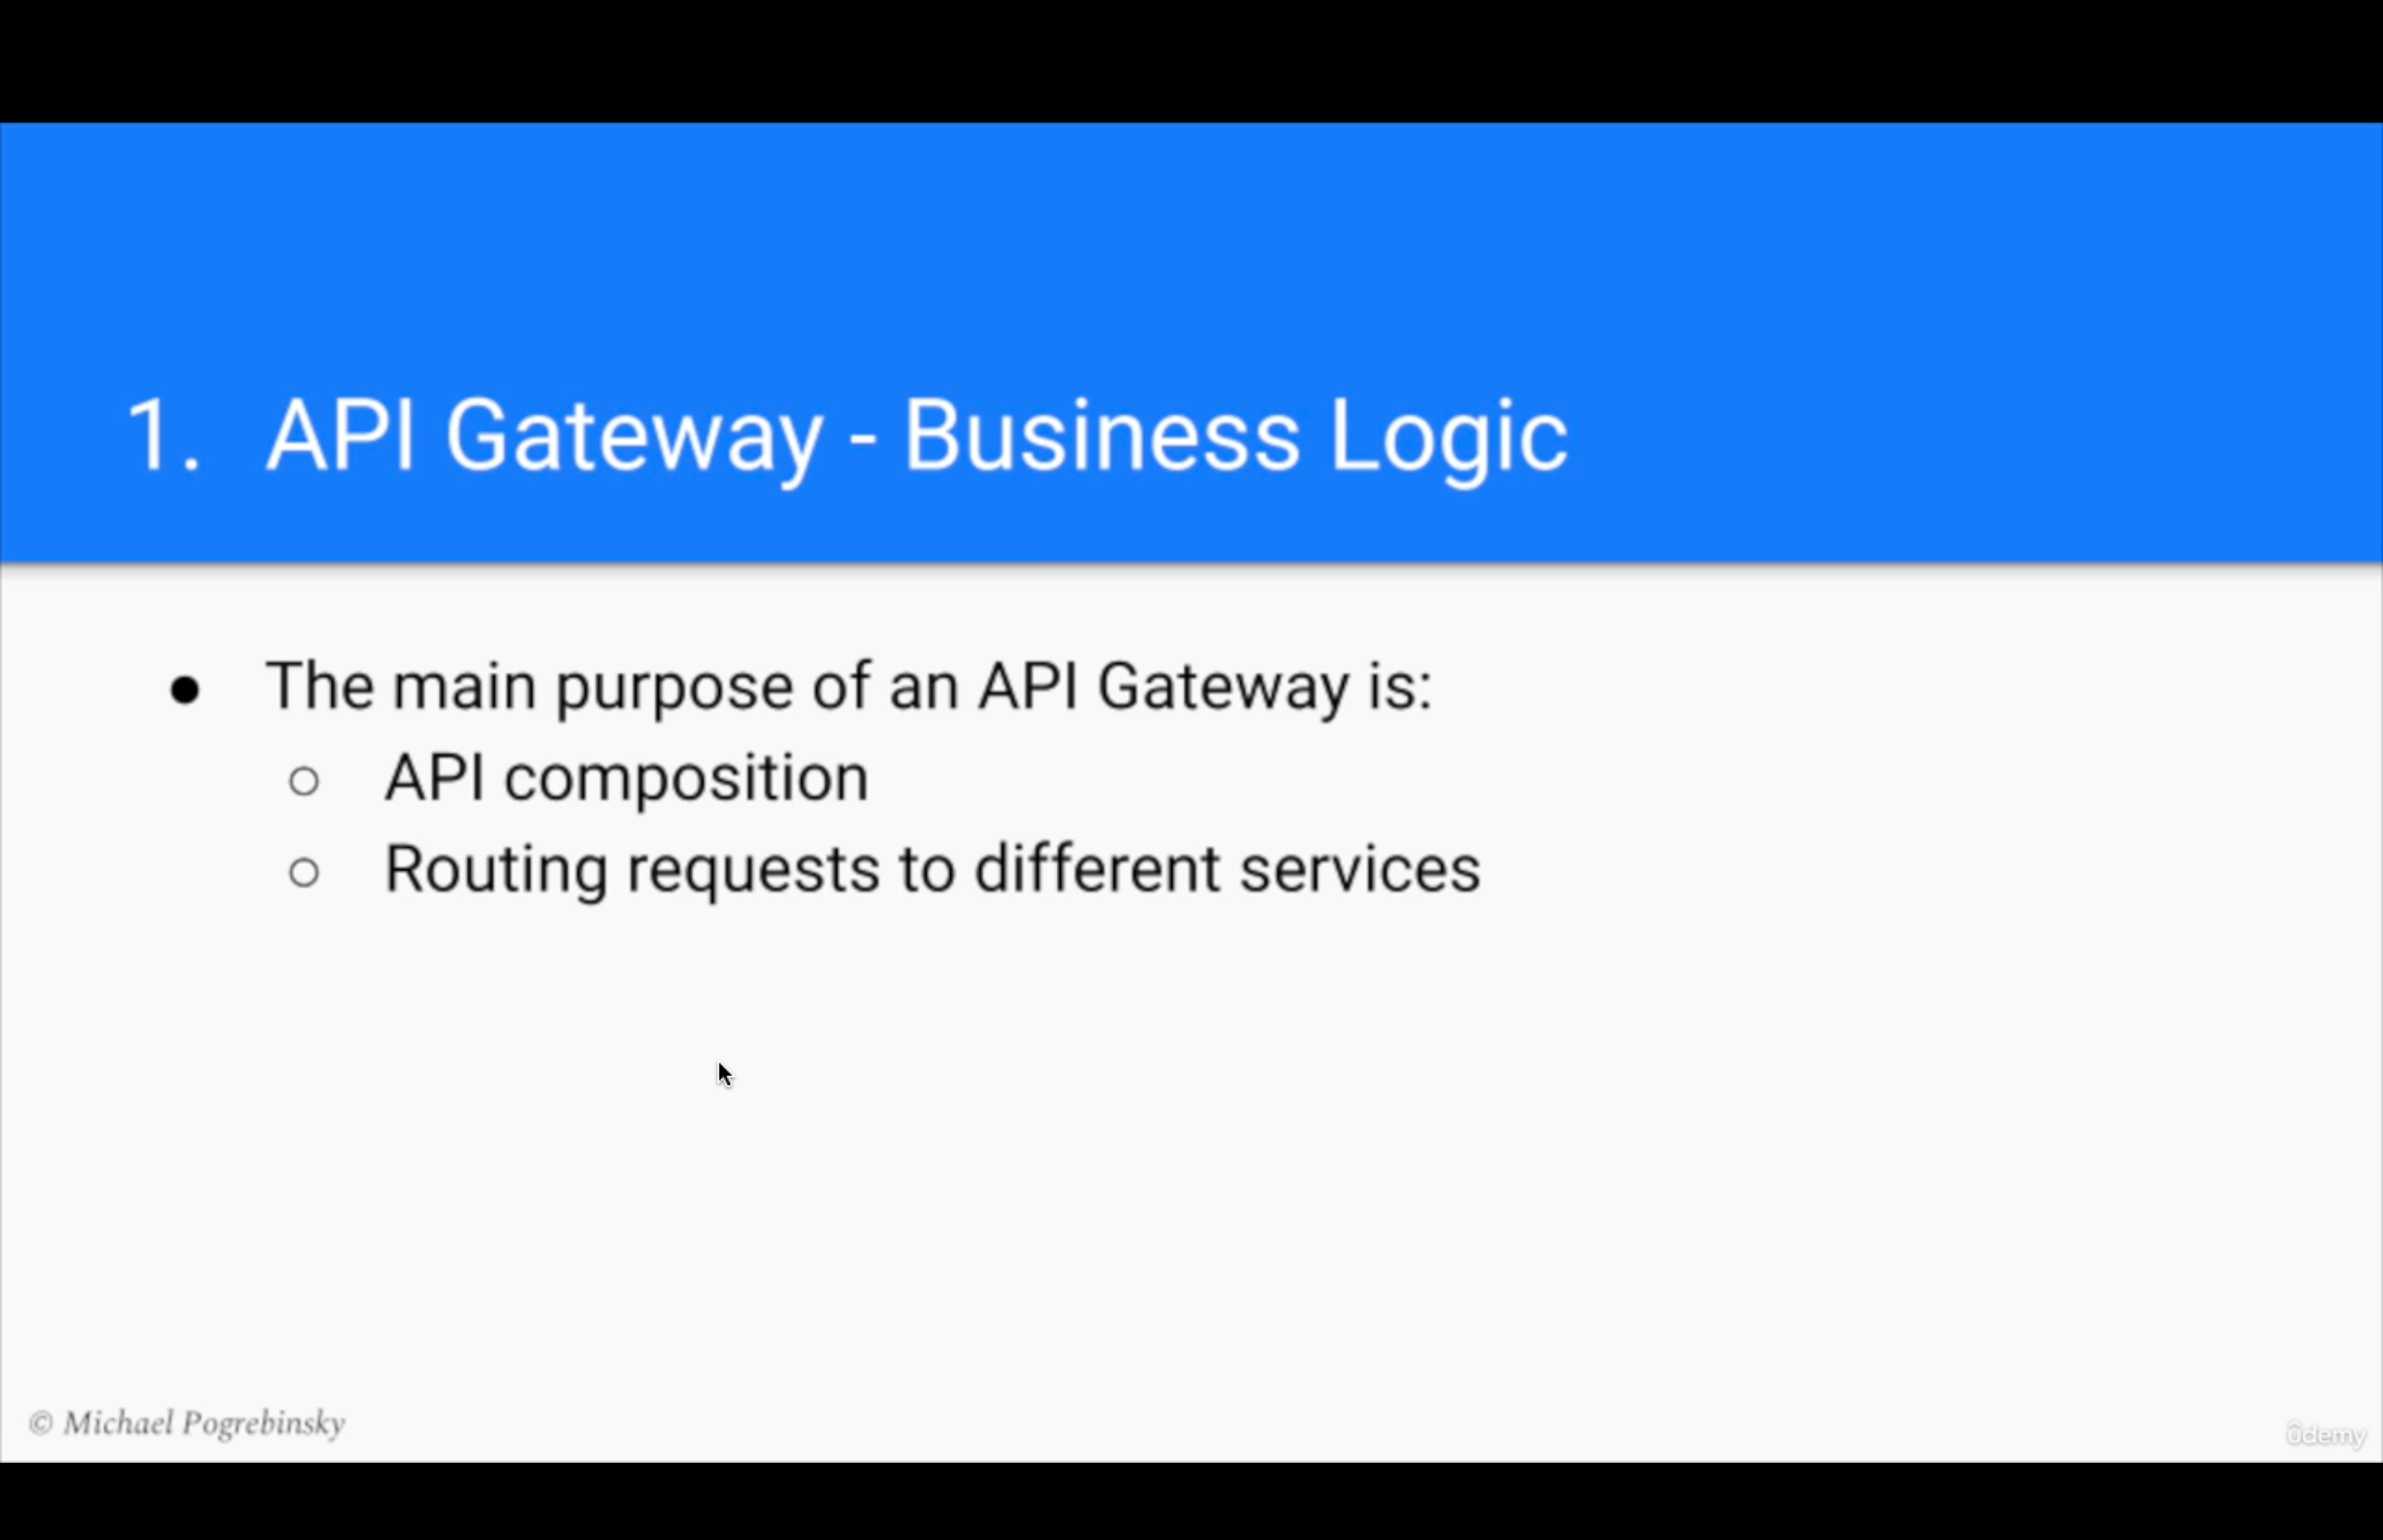 1. API Gateway - Business Logic
● The main purpose of an API Gateway is:
○ API composition
○ Routing requests to different services
© Michael Pogrebinsky
ûdemy